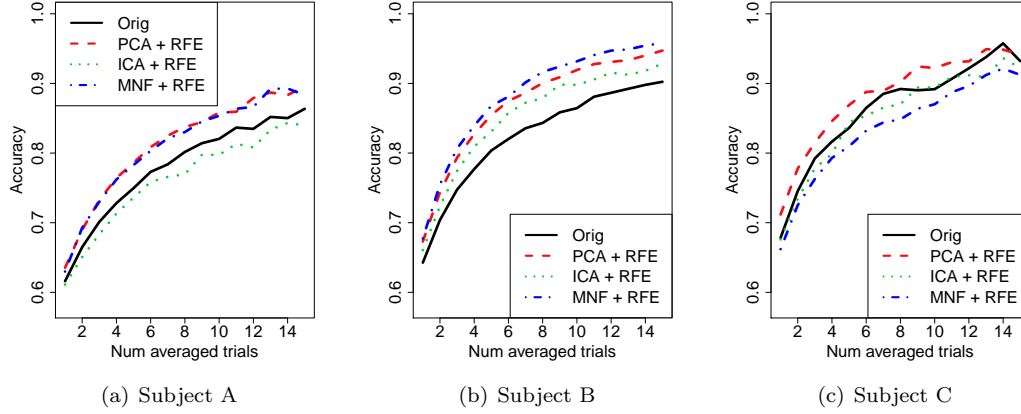 Orig
PCA + RFE
ICA + RFE
MNF + RFE
Accuracy
0.6 0.7 0.8 0.9 1.0
2 4 6 8 10 12 14
Num averaged trials
(a) Subject A
Orig
PCA + RFE
ICA + RFE
MNF + RFE
Accuracy
0.6 0.7 0.8 0.9 1.0
2 4 6 8 10 12 14
Num averaged trials
(b) Subject B
Orig
PCA + RFE
ICA + RFE
MNF + RFE
Accuracy
0.6 0.7 0.8 0.9 1.0
2 4 6 8 10 12 14
Num averaged trials
(c) Subject C